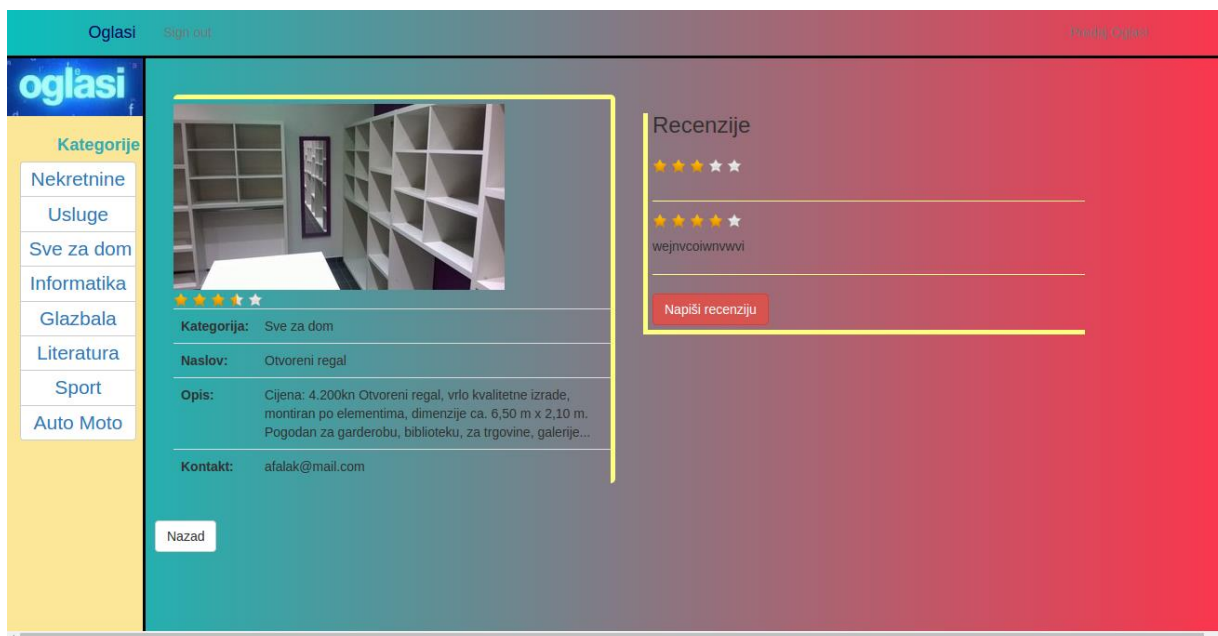 Oglasi
Sign out
Predaj Oglas
oglasi
Kategorije
Nekretnine
Usluge
Sve za dom
Informatika
Glazbala
Literatura
Sport
Auto Moto
Kategorija: Sve za dom
Naslov: Otvoreni regal
Opis: Cijena: 4.200kn Otvoreni regal, vrlo kvalitetne izrade,
montiran po elementima, dimenzije ca. 6,50 m x 2,10 m.
Pogodan za garderobu, biblioteku, za trgovine, galerije...
Kontakt: afalak@mail.com
Nazad
Recenzije
wejnvcoiwnvwvi
Napiši recenziju